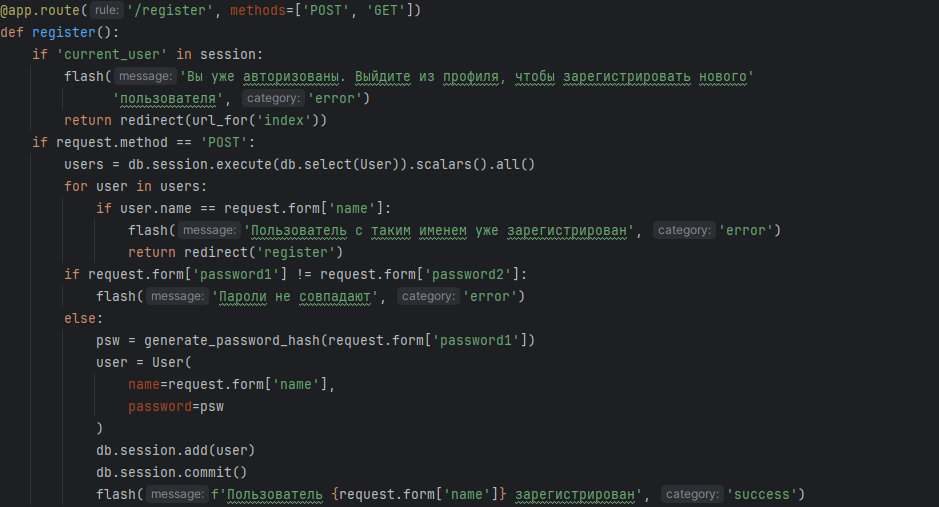 @app.route( rule: '/register', methods=['POST', 'GET'])
def register():
    if 'current_user' in session:
        flash( message: 'Вы уже авторизованы. Выйдите из профиля, чтобы зарегистрировать нового'
              'пользователя', category: 'error')
        return redirect(url_for('index'))
    if request.method == 'POST':
        users = db.session.execute(db.select(User)).scalars().all()
        for user in users:
            if user.name == request.form['name']:
                flash( message: 'Пользователь с таким именем уже зарегистрирован', category: 'error')
                return redirect('register')
        if request.form['password1'] != request.form['password2']:
            flash( message: 'Пароли не совпадают', category: 'error')
        else:
            psw = generate_password_hash(request.form['password1'])
            user = User(
                name=request.form['name'],
                password=psw
            )
            db.session.add(user)
            db.session.commit()
            flash( message: f'Пользователь {request.form['name']} зарегистрирован', category: 'success')